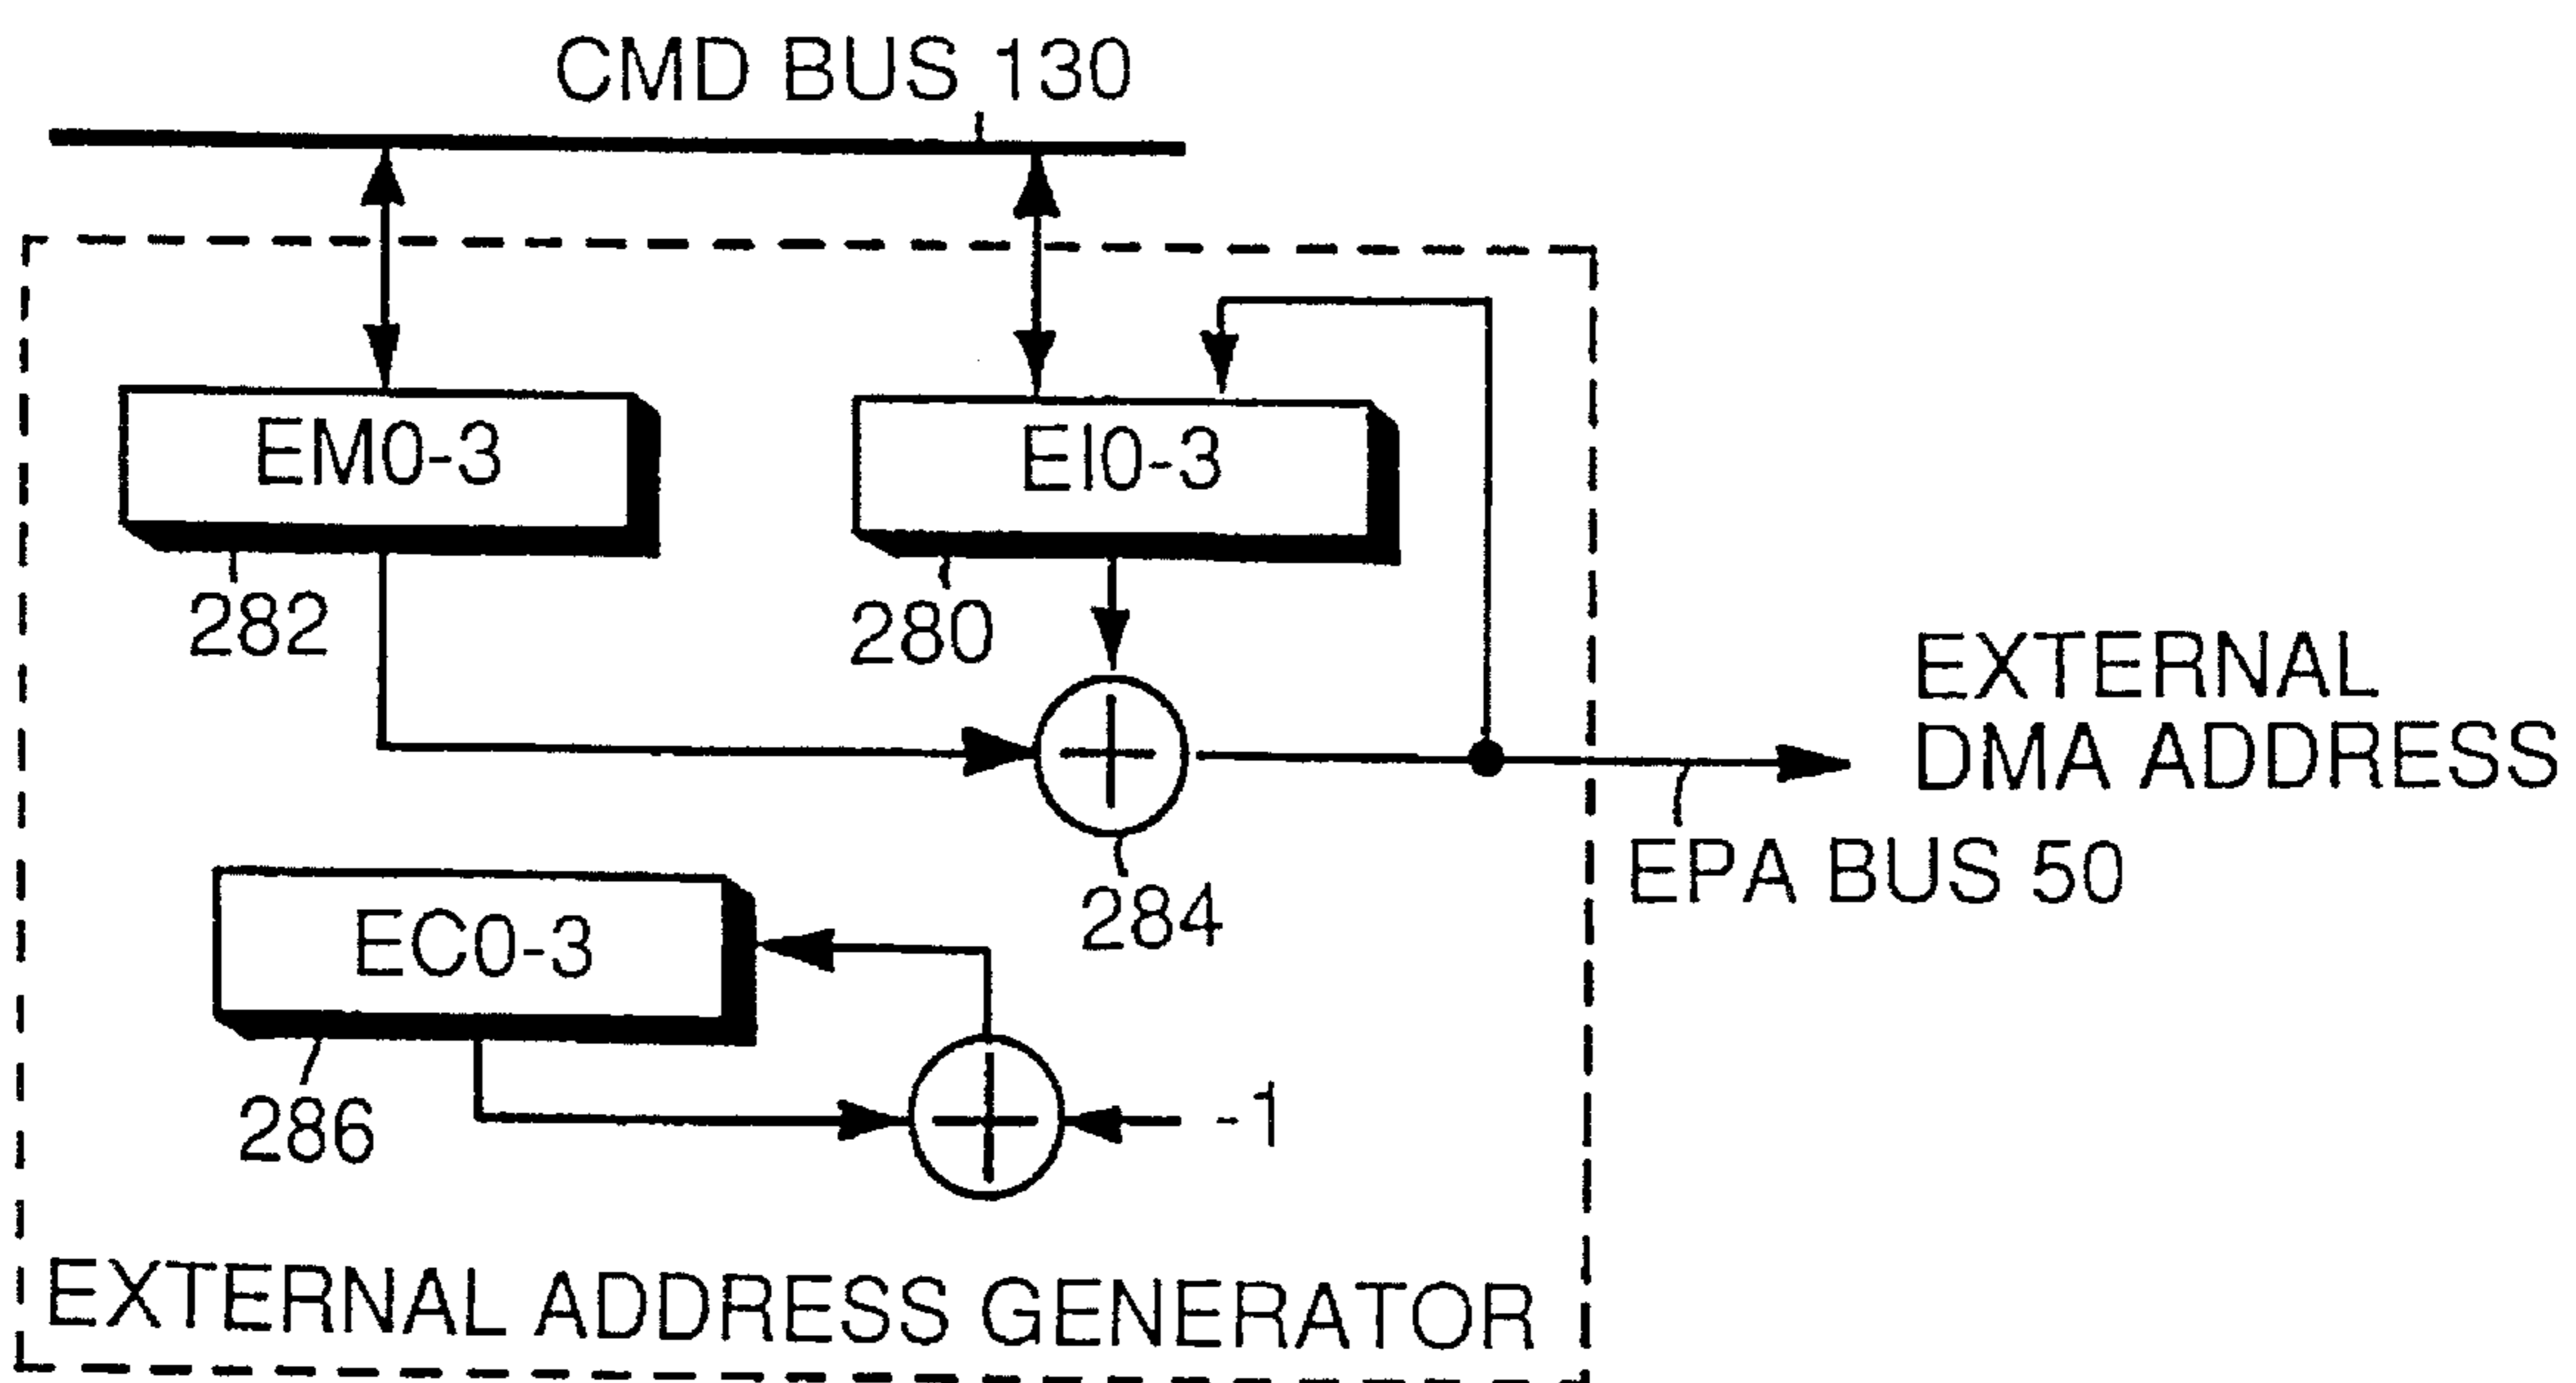 CMD BUS 130
EM0-3
EI0-3
282
280
EXTERNAL
DMA ADDRESS
EPA BUS 50
284
EC0-3
286
-1
EXTERNAL ADDRESS GENERATOR